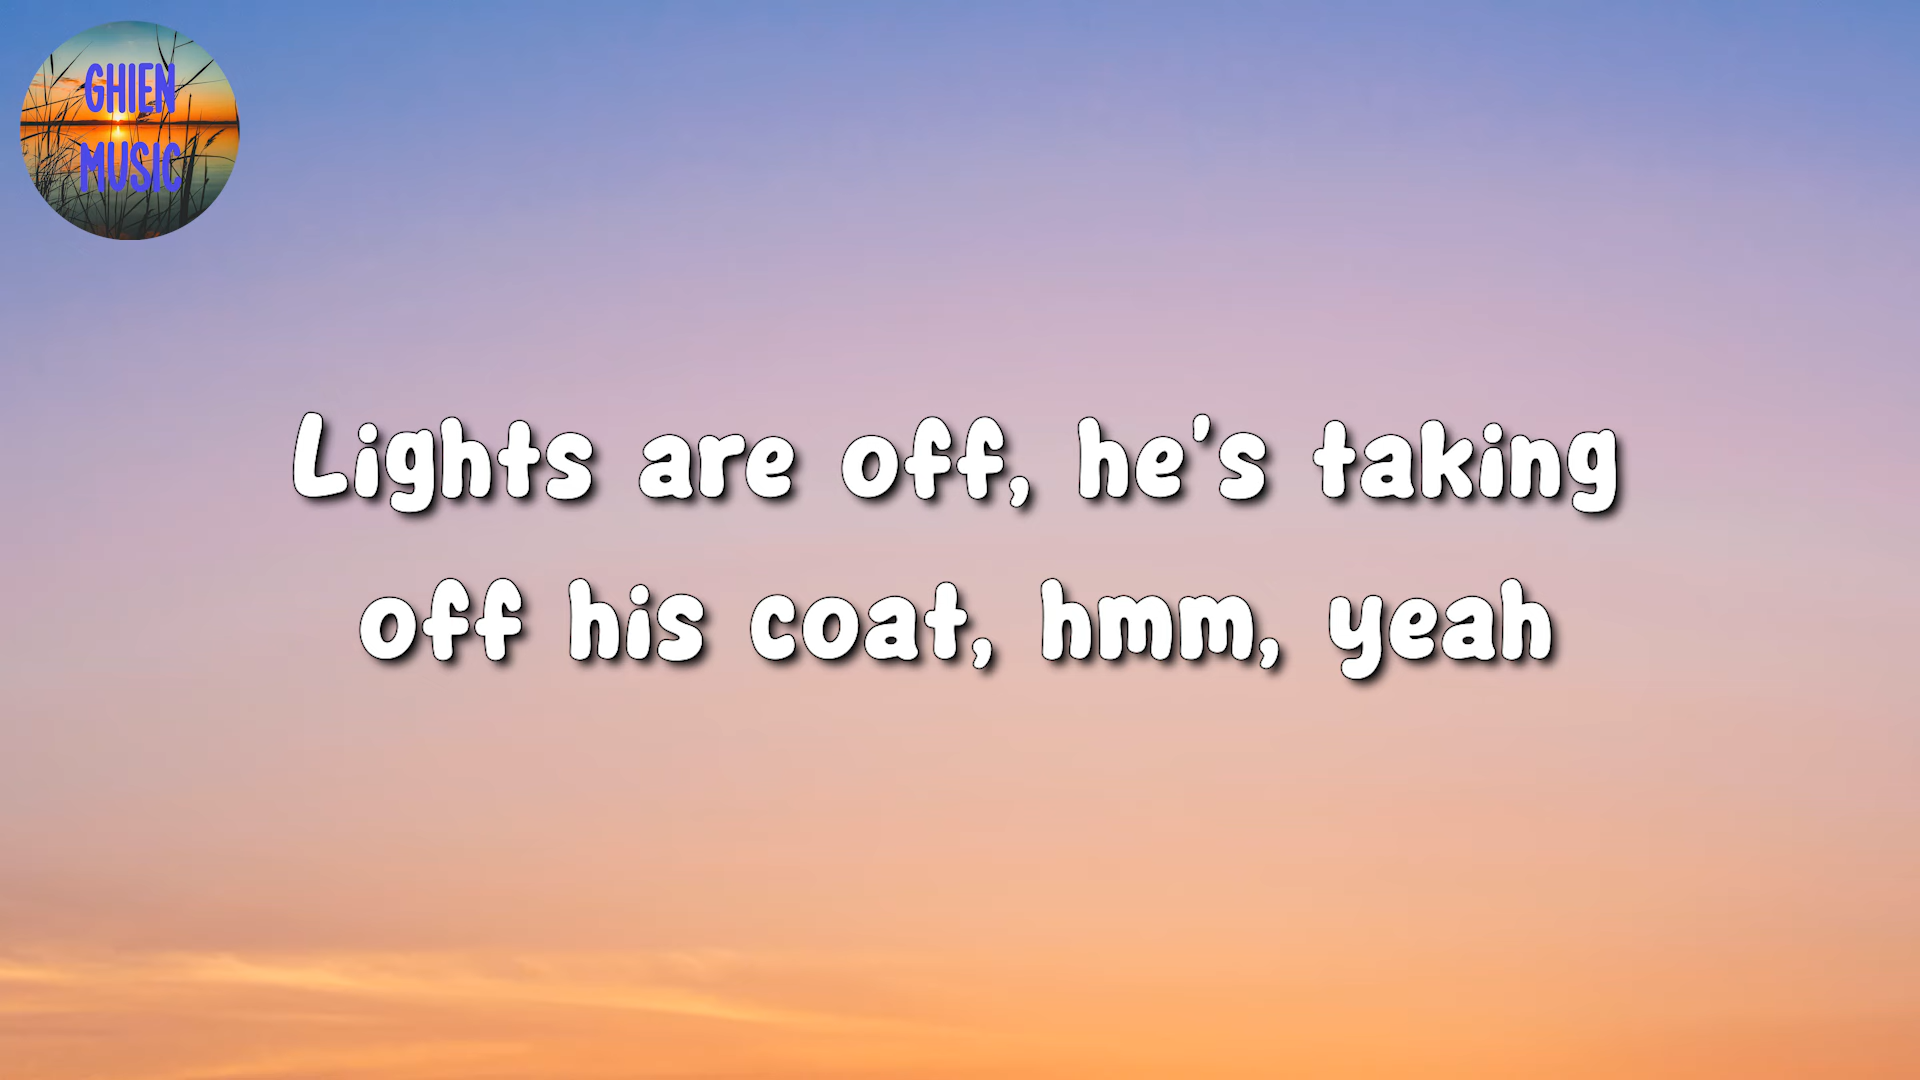 GHIEN
MUSIC
Lights are off, he's taking
off his coat, hmm, yeah